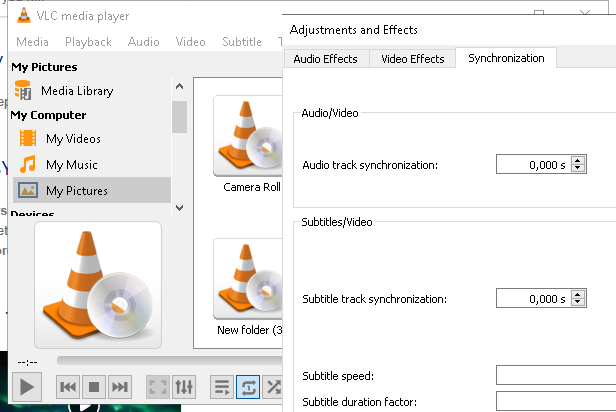 VLC media player
Media Playback Audio Video Subtitle
My Pictures
Media Library
My Computer
My Videos
My Music
My Pictures
Devices
Camera Roll
New folder (3
--:--
Adjustments and Effects
Audio Effects Video Effects Synchronization
Audio/Video
Audio track synchronization: 0,000 s
Subtitles/Video
Subtitle track synchronization: 0,000 s
Subtitle speed:
Subtitle duration factor: